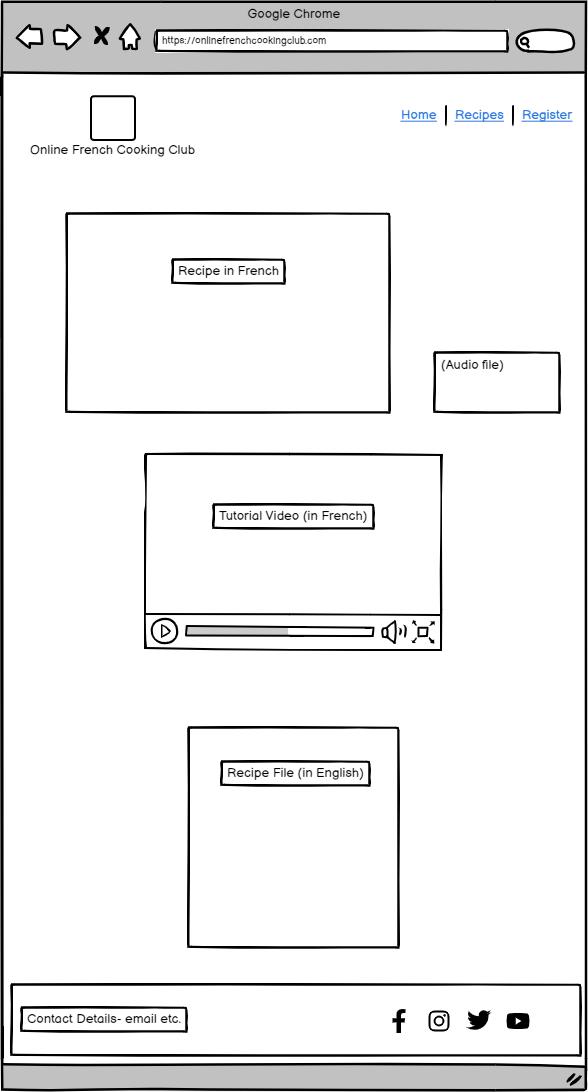 Google Chrome
https://onlinefrenchcookingclub.com
Home Recipes Register
Online French Cooking Club
Recipe in French
(Audio file)
Tutorial Video (in French)
Recipe File (in English)
Contact Details- email etc.